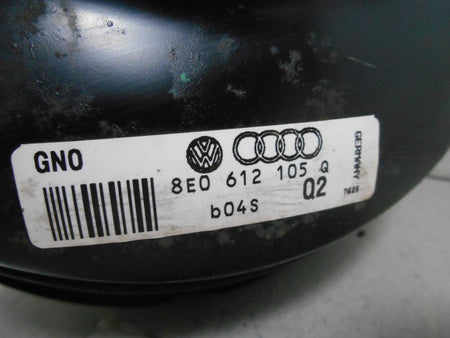 GNO
8E0 612 105 Q
b04S Q2
GERMANY
7625